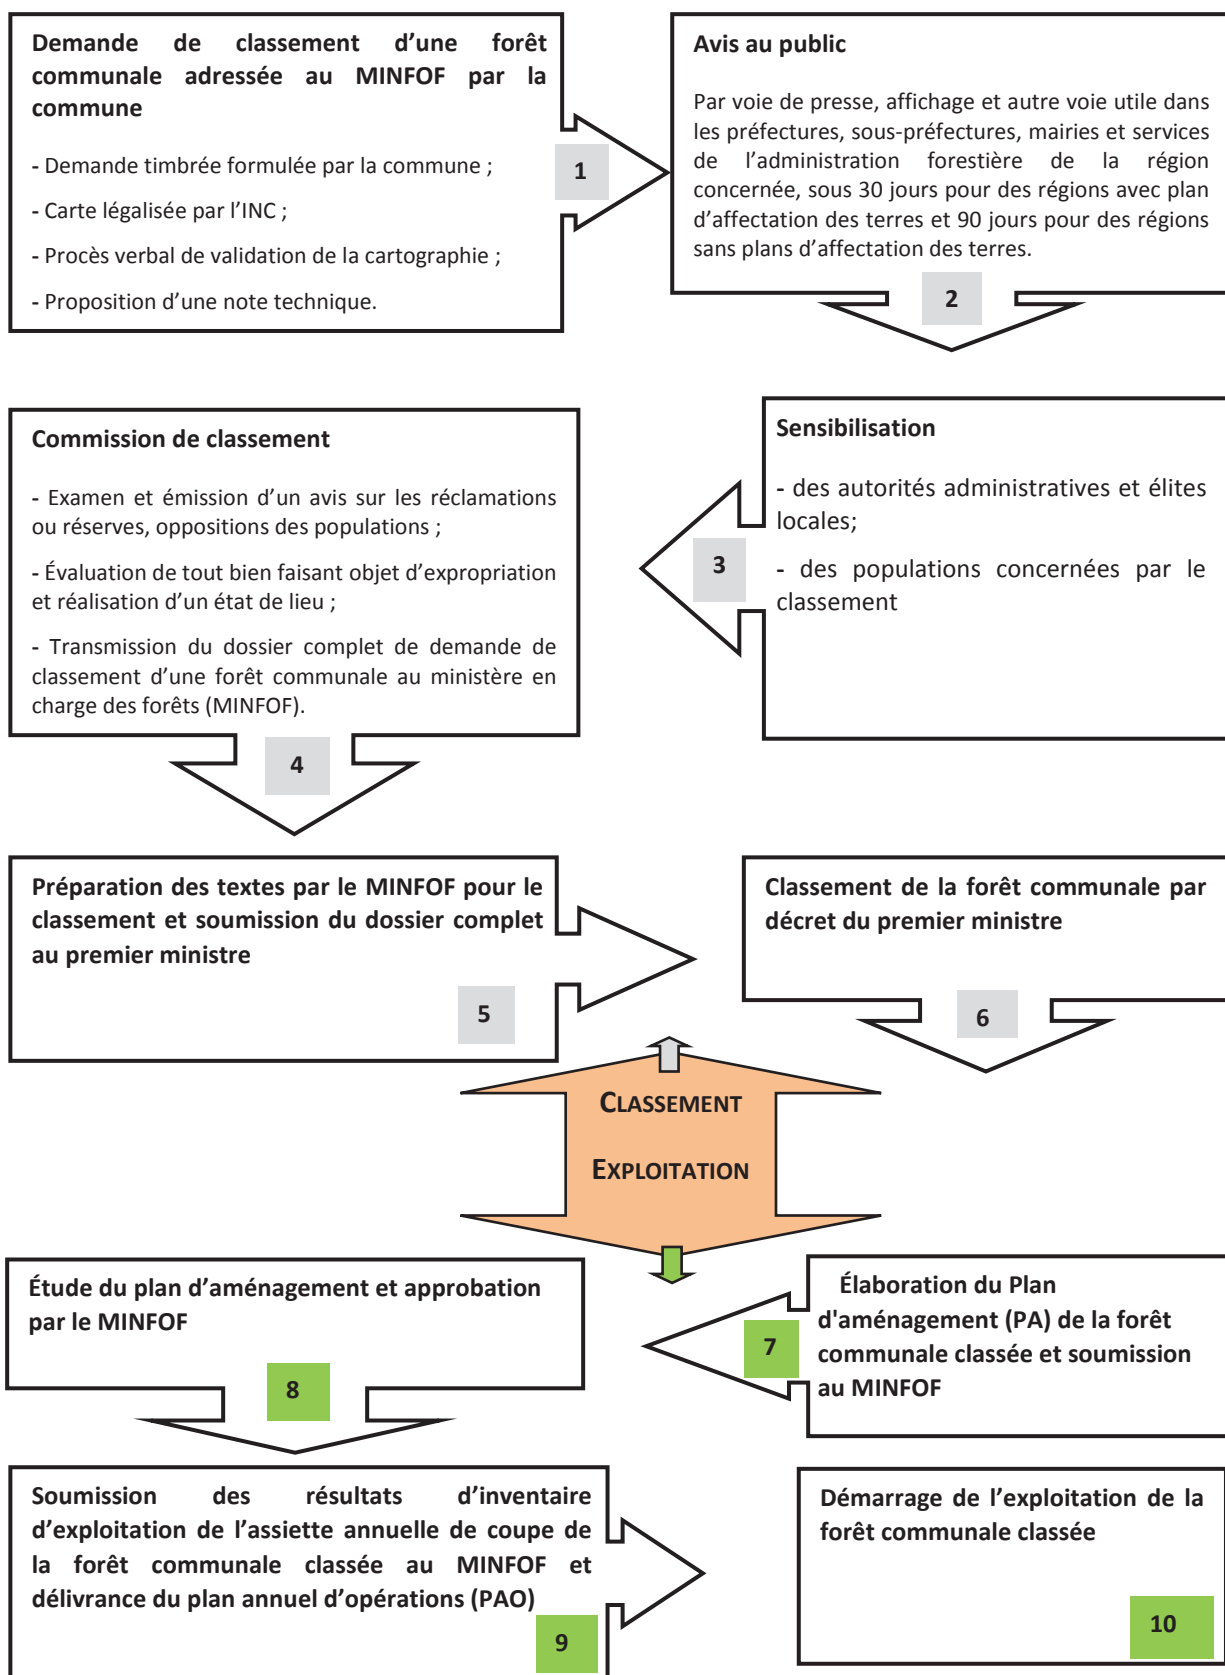 Demande de classement d'une forêt
communale adressée au MINFOF par la
commune
- Demande timbrée formulée par la commune ;
- Carte légalisée par l'INC ;
- Procès verbal de validation de la cartographie ;
- Proposition d'une note technique.
1
Avis au public
Par voie de presse, affichage et autre voie utile dans
les préfectures, sous-préfectures, mairies et services
de l'administration forestière de la région
concernée, sous 30 jours pour des régions avec plan
d'affectation des terres et 90 jours pour des régions
sans plans d'affectation des terres.
2
Sensibilisation
- des autorités administratives et élites
locales;
- des populations concernées par le
classement
3
Commission de classement
- Examen et émission d'un avis sur les réclamations
ou réserves, oppositions des populations ;
- Évaluation de tout bien faisant objet d'expropriation
et réalisation d'un état de lieu ;
- Transmission du dossier complet de demande de
classement d'une forêt communale au ministère en
charge des forêts (MINFOF).
4
Préparation des textes par le MINFOF pour le
classement et soumission du dossier complet
au premier ministre
5
Classement de la forêt communale par
décret du premier ministre
6
CLASSEMENT
EXPLOITATION
Élaboration du Plan
d'aménagement (PA) de la forêt
communale classée et soumission
au MINFOF
7
Étude du plan d'aménagement et approbation
par le MINFOF
8
Soumission des résultats d'inventaire
d'exploitation de l'assiette annuelle de coupe de
la forêt communale classée au MINFOF et
délivrance du plan annuel d'opérations (PAO)
9
Démarrage de l'exploitation de la
forêt communale classée
10